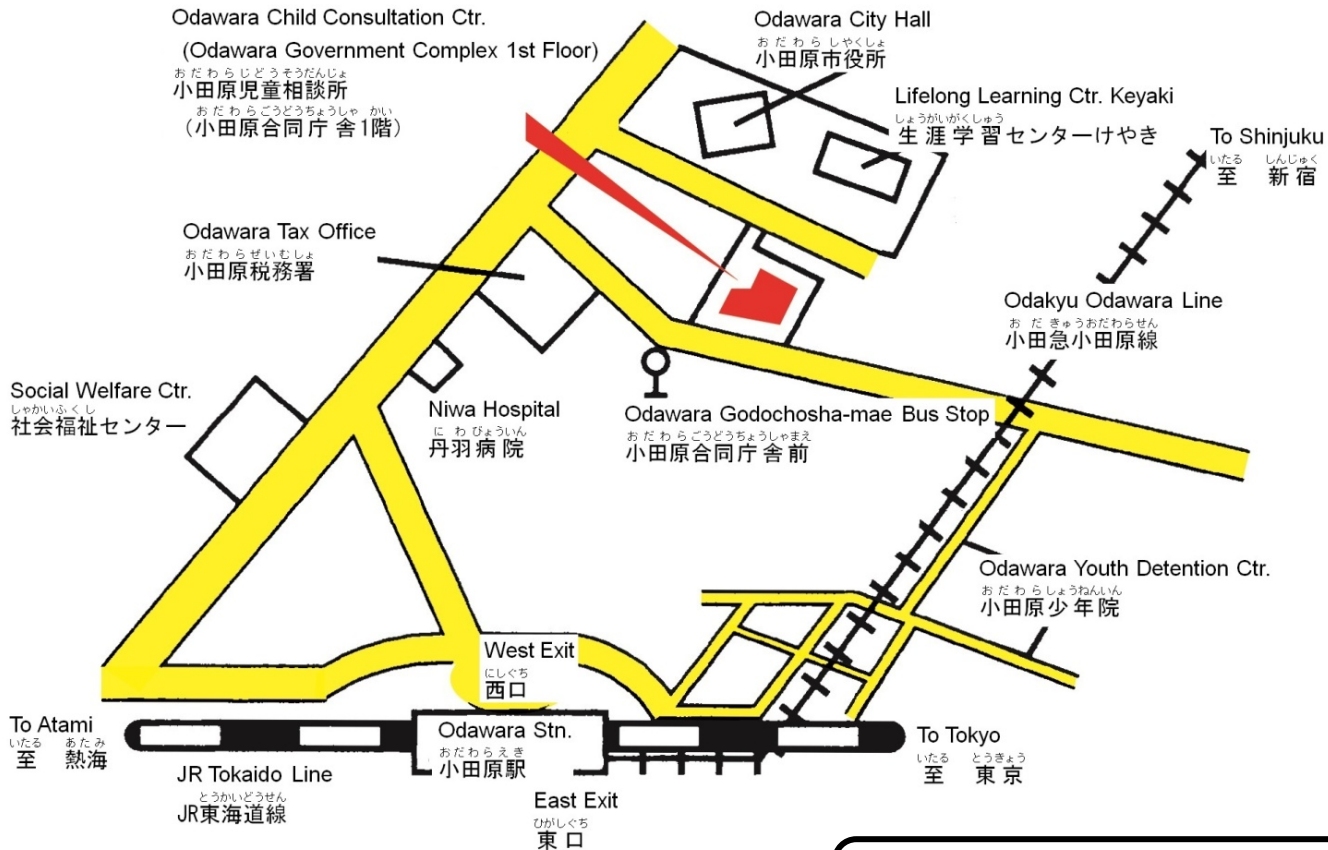 Odawara Child Consultation Ctr.
(Odawara Government Complex 1st Floor)
おだわらじどうそうだんじょ
小田原児童相談所
おだわらごうどうちょうしゃ かい
（小田原合同庁舎1階）
Odawara City Hall
おだわらしやくしょ
小田原市役所
Lifelong Learning Ctr. Keyaki
しょうがいがくしゅう
生涯学習センターけやき
To Shinjuku
いたる しんじゅく
至 新宿
Odawara Tax Office
おだわらぜいむしょ
小田原税務署
Odakyu Odawara Line
おだきゅうおだわらせん
小田急小田原線
Social Welfare Ctr.
しゃかいふくし
社会福祉センター
Niwa Hospital
にわびょういん
丹羽病院
Odawara Godochosha-mae Bus Stop
おだわらごうどうちょうしゃまえ
小田原合同庁舎前
Odawara Youth Detention Ctr.
おだわらしょうねんいん
小田原少年院
West Exit
にしぐち
西口
To Atami
いたる あたみ
至 熱海
Odawara Stn.
おだわらえき
小田原駅
To Tokyo
いたる とうきょう
至 東京
JR Tokaido Line
とうかいどうせん
JR東海道線
East Exit
ひがしぐち
東口